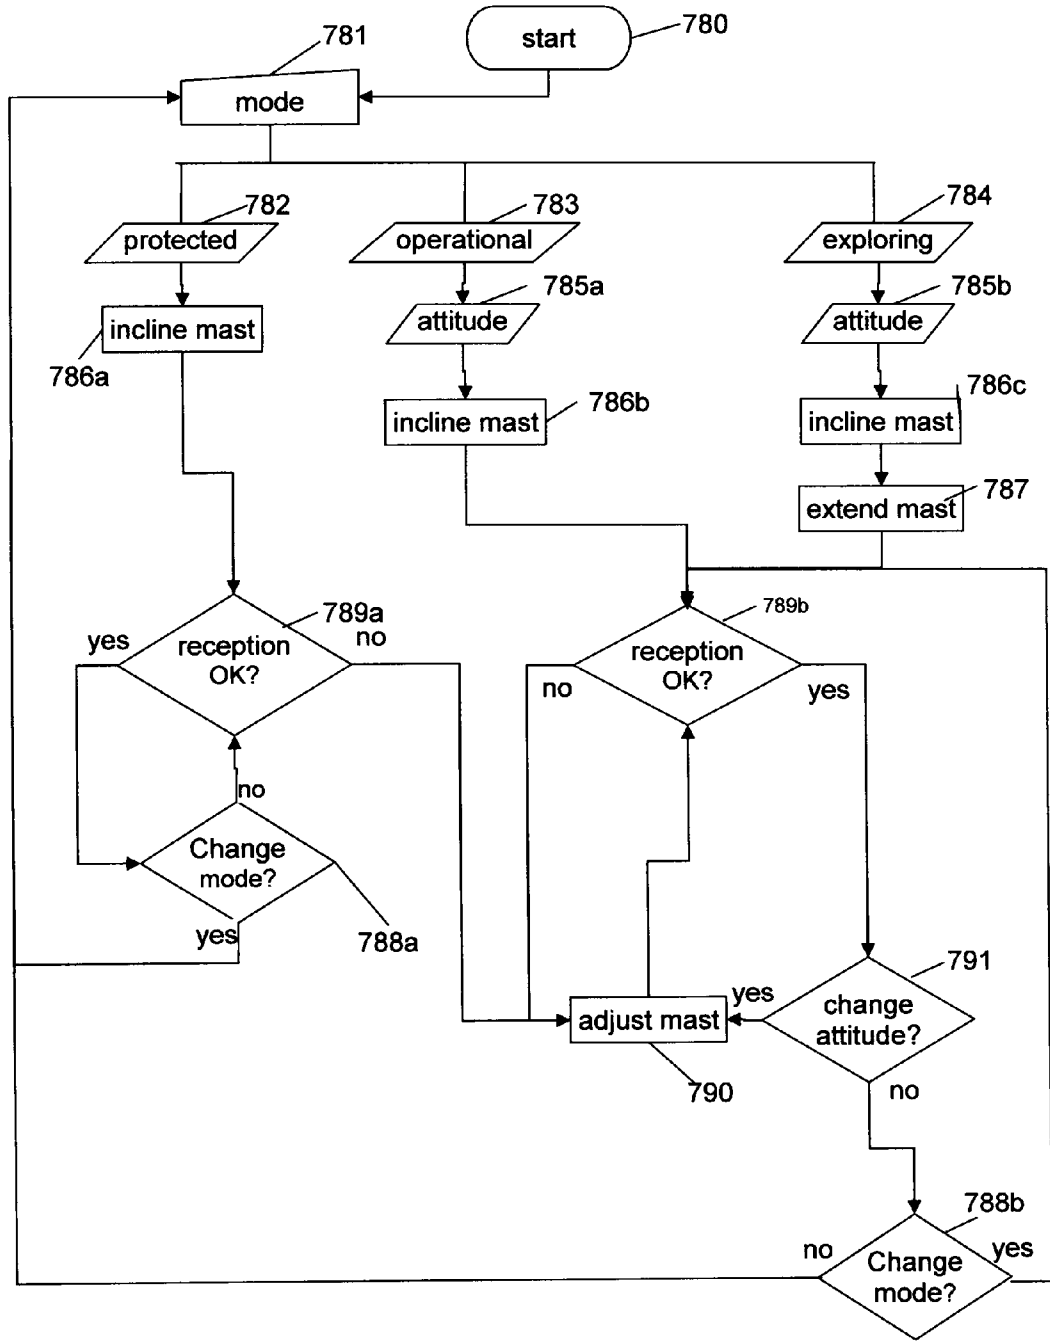 start
780
781
mode
782
783
784
protected
operational
exploring
785a
785b
incline mast
attitude
attitude
786a
786b
786c
incline mast
incline mast
787
extend mast
789a
789b
yes
no
reception
OK?
reception
OK?
no
yes
no
Change
mode?
yes
788a
791
yes
change
attitude?
adjust mast
790
no
788b
no
yes
Change
mode?